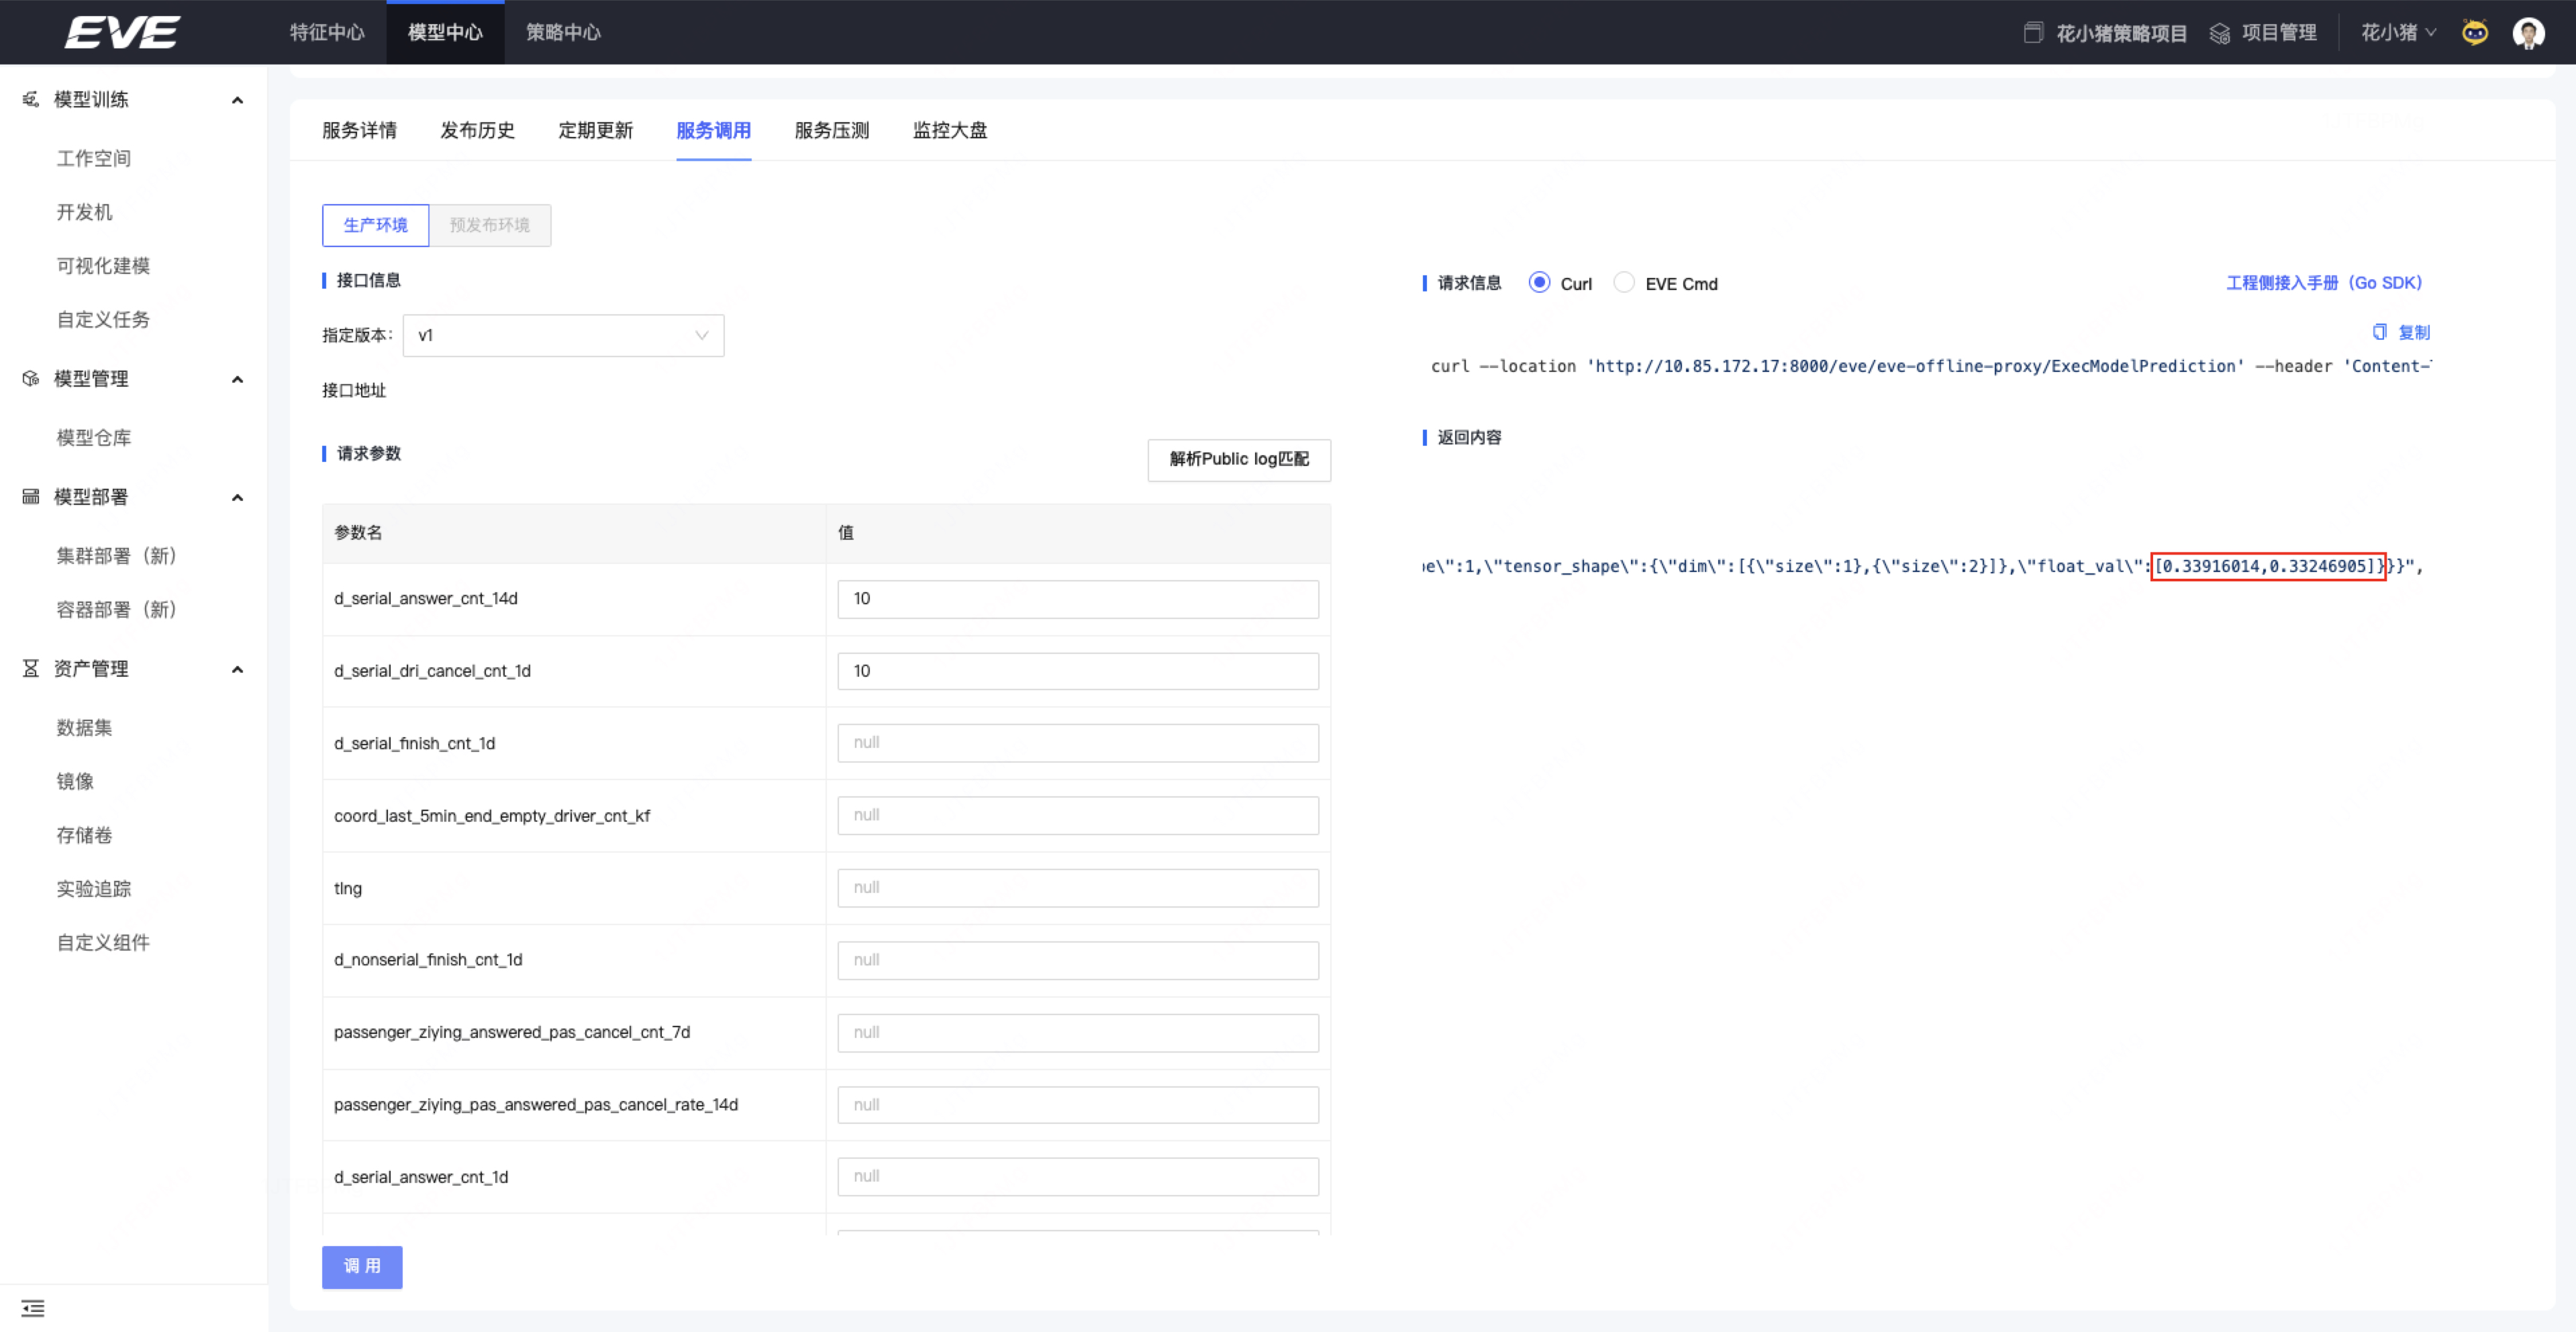 EVE
特征中心
模型中心
策略中心
花小猪策略项目
项目管理
花小猪
模型训练
工作空间
开发机
可视化建模
自定义任务
模型管理
模型仓库
模型部署
集群部署（新）
容器部署（新）
资产管理
数据集
镜像
存储卷
实验追踪
自定义组件
服务详情
发布历史
定期更新
服务调用
服务压测
监控大盘
生产环境
预发布环境
接口信息
指定版本：
v1
接口地址
请求参数
解析Public log匹配
参数名
值
d_serial_answer_cnt_14d
10
d_serial_dri_cancel_cnt_1d
10
d_serial_finish_cnt_1d
null
coord_last_5min_end_empty_driver_cnt_kf
null
tlng
null
d_nonserial_finish_cnt_1d
null
passenger_ziying_answered_pas_cancel_cnt_7d
null
passenger_ziying_pas_answered_pas_cancel_rate_14d
null
d_serial_answer_cnt_1d
null
调 用
请求信息
Curl
EVE Cmd
工程侧接入手册（Go SDK）
复制
curl --location 'http://10.85.172.17:8000/eve/eve-offline-proxy/ExecModelPrediction' --header 'Content-
返回内容
e\":1,\"tensor_shape\":{\"dim\":[{\"size\":1},{\"size\":2}]},\"float_val\":[0.33916014,0.33246905]}}}",